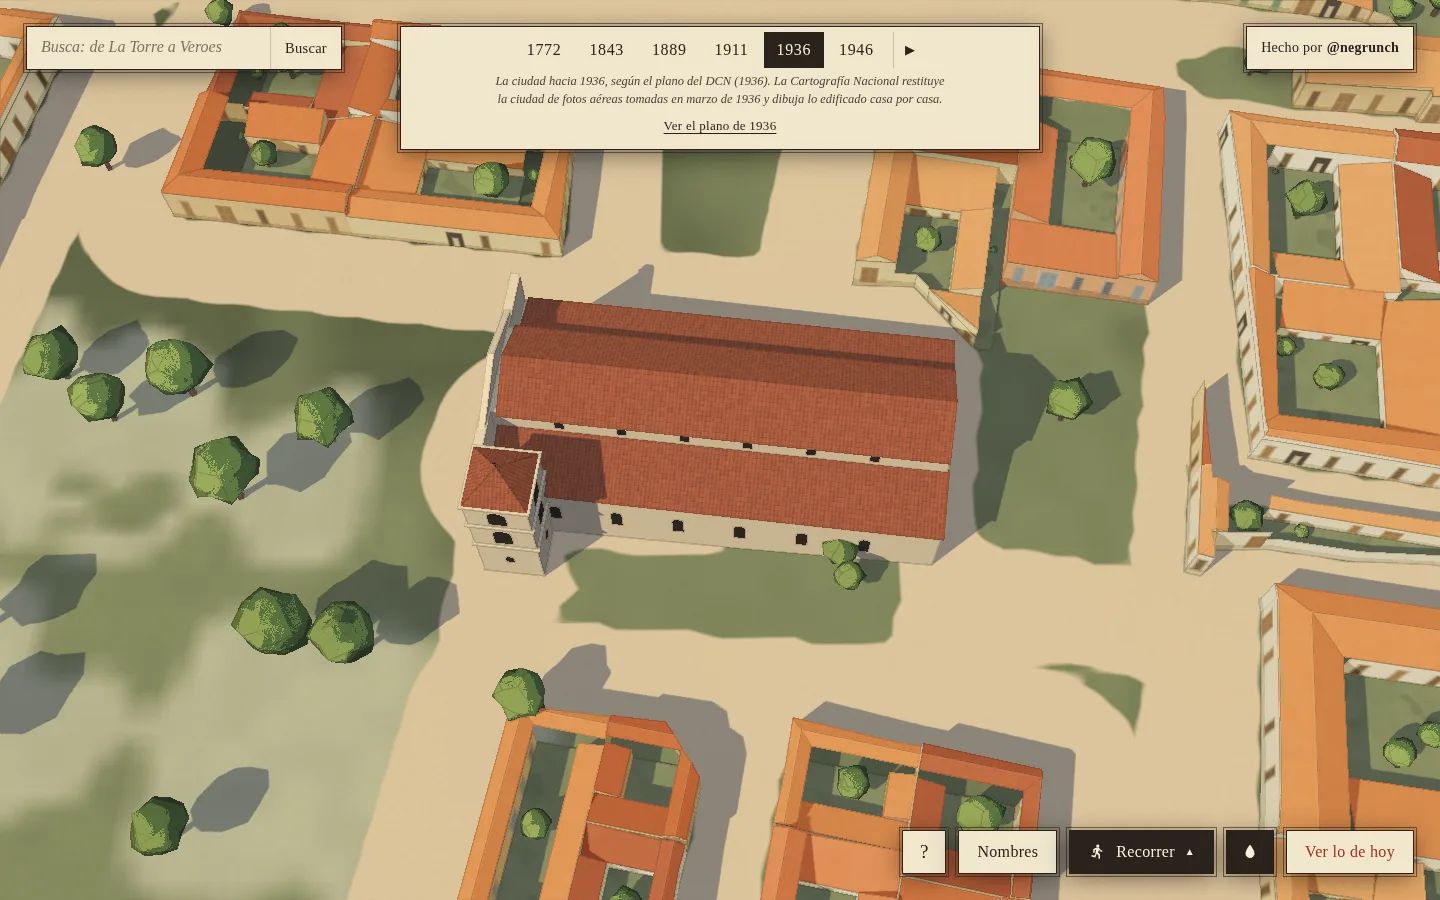 Busca: de La Torre a Veroes
Buscar
1772 1843 1889 1911 1936 1946 ▶
La ciudad hacia 1936, según el plano del DCN (1936). La Cartografía Nacional restituye
la ciudad de fotos aéreas tomadas en marzo de 1936 y dibuja lo edificado casa por casa.
Ver el plano de 1936
Hecho por @negrunch
? Nombres Recorrer ▲ Ver lo de hoy